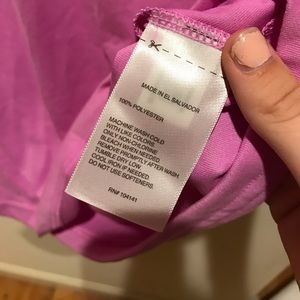 MADE IN EL SALVADOR
100% POLYESTER
MACHINE WASH COLD
WITH LIKE COLORS.
ONLY NON-CHLORINE
BLEACH WHEN NEEDED.
REMOVE PROMPTLY AFTER WASH
TUMBLE DRY LOW.
COOL IRON IF NEEDED.
DO NOT USE SOFTENERS.
RN# 104141